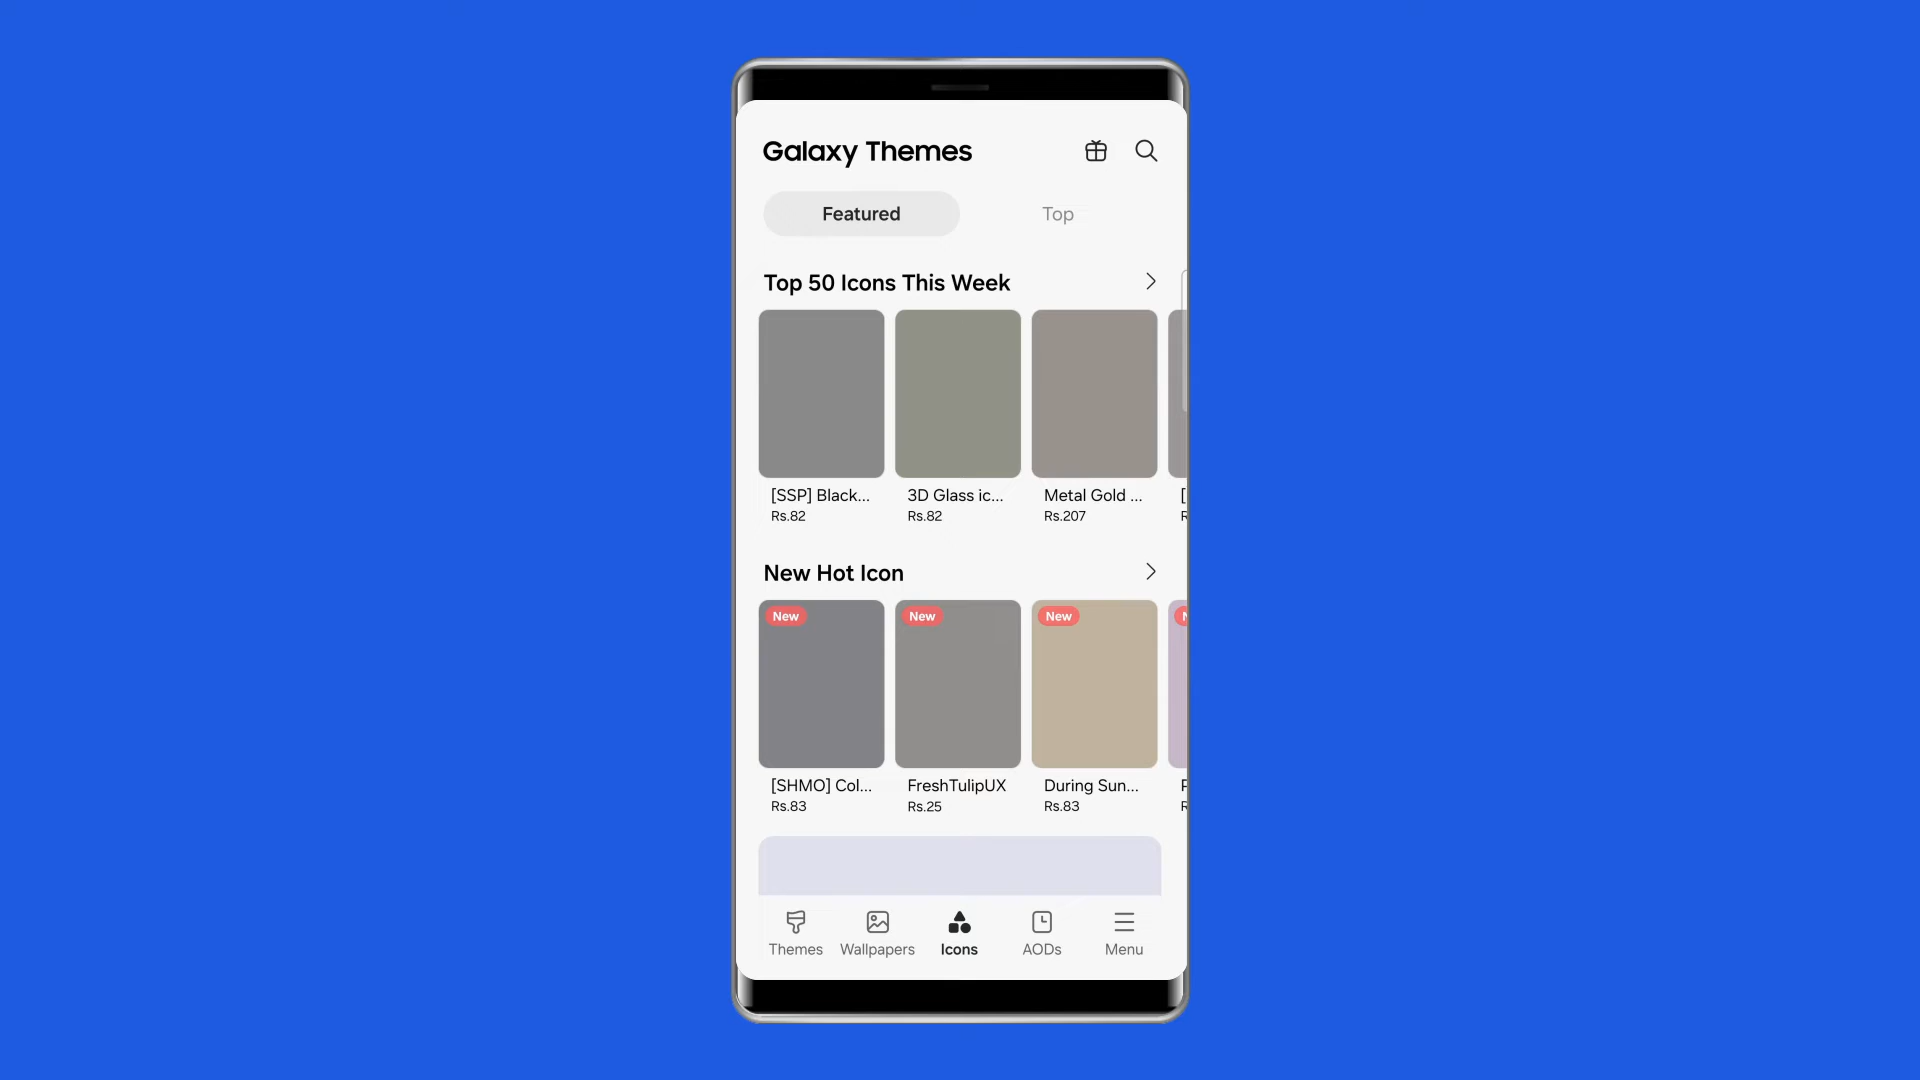 Galaxy Themes
Featured
Top
Top 50 Icons This Week
[SSP] Black...
Rs.82
3D Glass ic...
Rs.82
Metal Gold ...
Rs.207
[
R
New Hot Icon
New
New
New
[SHMO] Col...
Rs.83
FreshTulipUX
Rs.25
During Sun...
Rs.83
Themes
Wallpapers
Icons
AODs
Menu